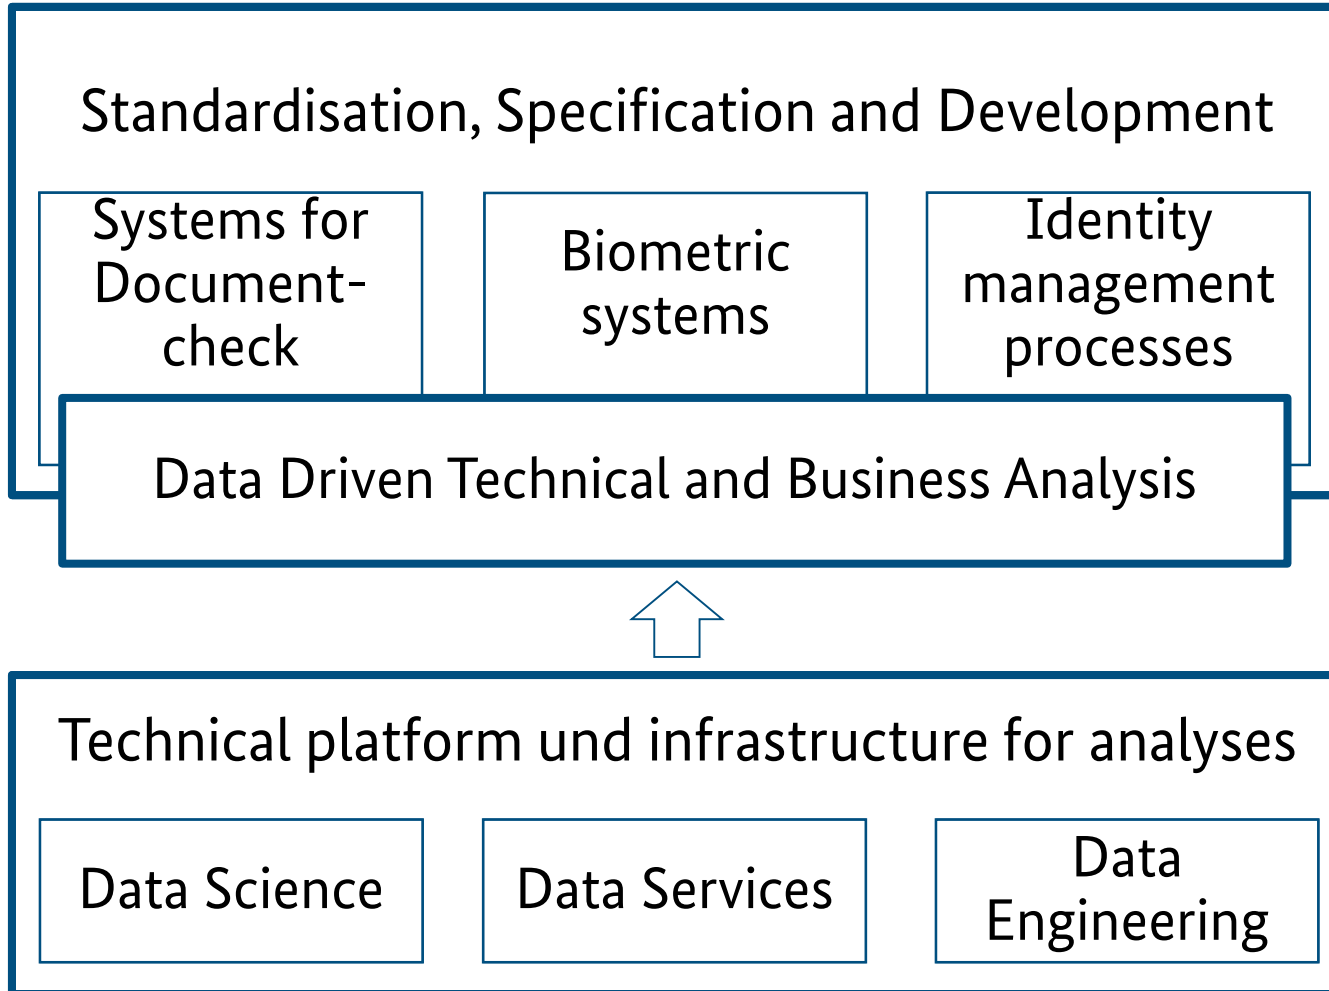 Standardisation, Specification and Development
Systems for
Document-
check
Biometric
systems
Identity
management
processes
Data Driven Technical and Business Analysis
Technical platform und infrastructure for analyses
Data Science
Data Services
Data
Engineering